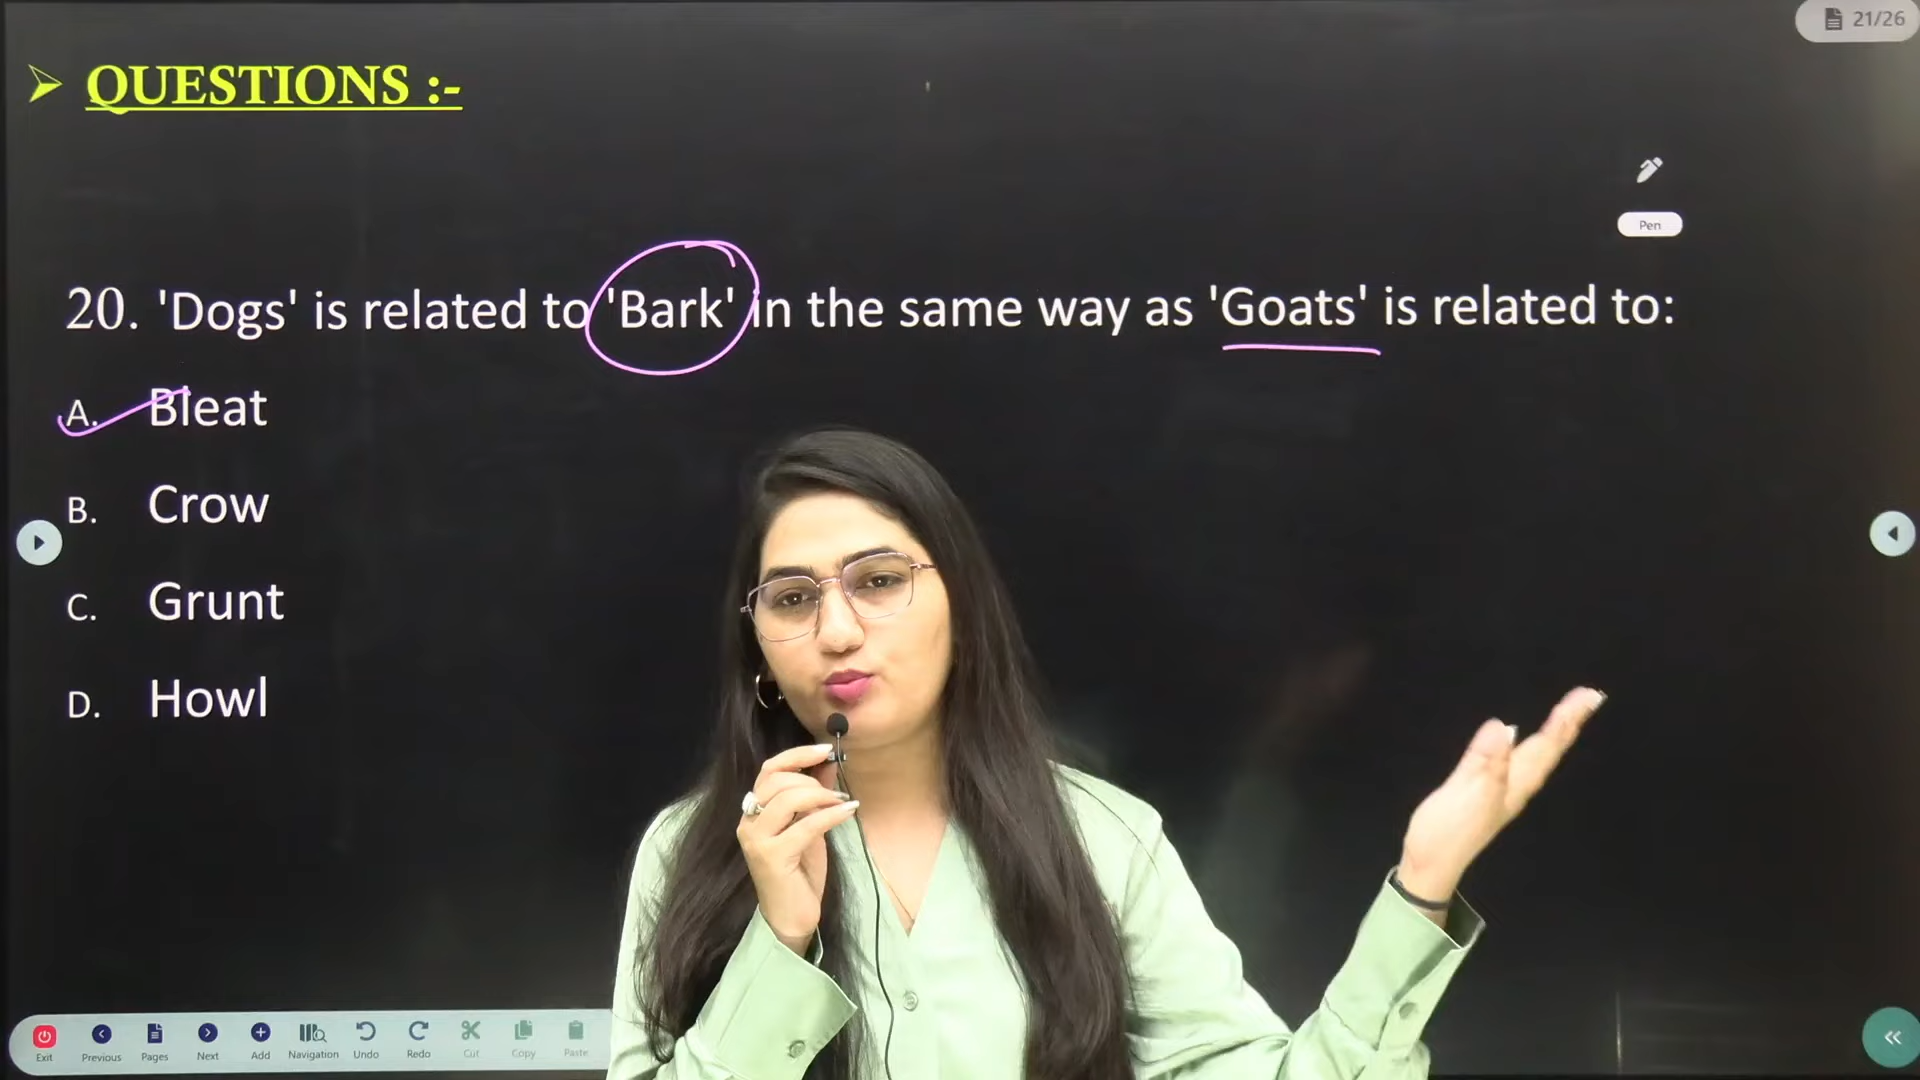 21/26
➢ QUESTIONS :-
Pen
20. 'Dogs' is related to 'Bark' in the same way as 'Goats' is related to:
A. Bleat
B. Crow
C. Grunt
D. Howl
Exit Previous Pages Next Add Navigation Undo Redo Cut Copy Paste